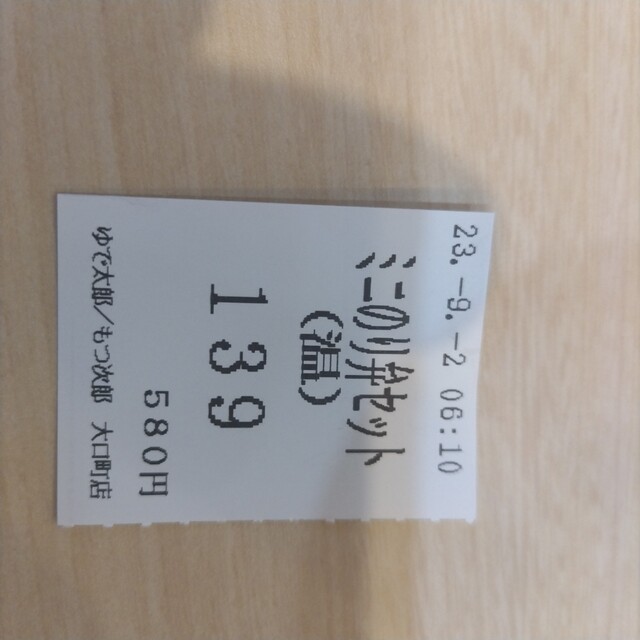 23.-9.-2 06:10
ミニのり弁セット
(温)
139
580円
ゆで太郎/もつ次郎 大口町店